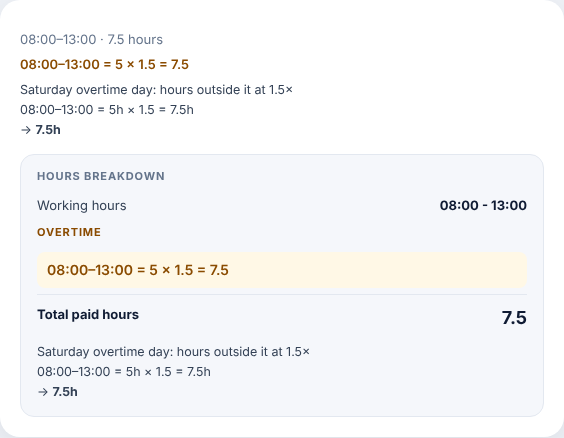 08:00–13:00 · 7.5 hours
08:00–13:00 = 5 × 1.5 = 7.5
Saturday overtime day: hours outside it at 1.5×
08:00–13:00 = 5h × 1.5 = 7.5h
→ 7.5h
HOURS BREAKDOWN
Working hours 08:00 - 13:00
OVERTIME
08:00–13:00 = 5 × 1.5 = 7.5
Total paid hours 7.5
Saturday overtime day: hours outside it at 1.5×
08:00–13:00 = 5h × 1.5 = 7.5h
→ 7.5h